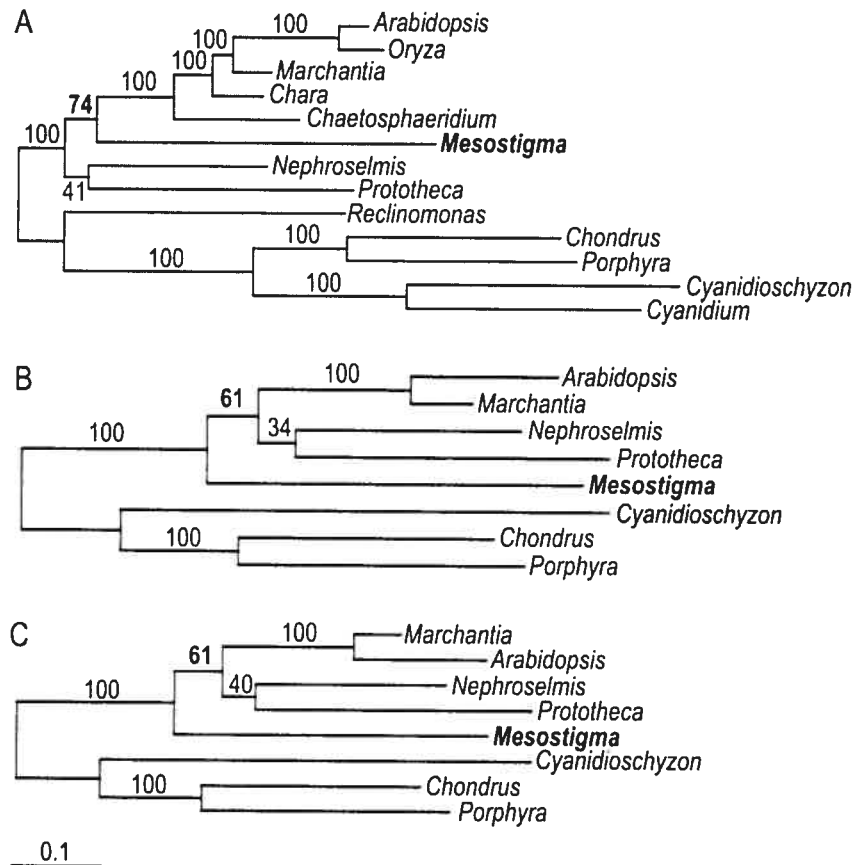 A
100
Arabidopsis
100
Oryza
100
Marchantia
100
Chara
74
Chaetosphaeridium
100
Mesostigma
Nephroselmis
41
Prototheca
Reclinomonas
100
Chondrus
100
Porphyra
100
Cyanidioschyzon
Cyanidium
B
100
Arabidopsis
61
Marchantia
34
Nephroselmis
100
Prototheca
Mesostigma
Cyanidioschyzon
100
Chondrus
Porphyra
C
100
Marchantia
61
Arabidopsis
40
Nephroselmis
100
Prototheca
Mesostigma
Cyanidioschyzon
100
Chondrus
Porphyra
0.1